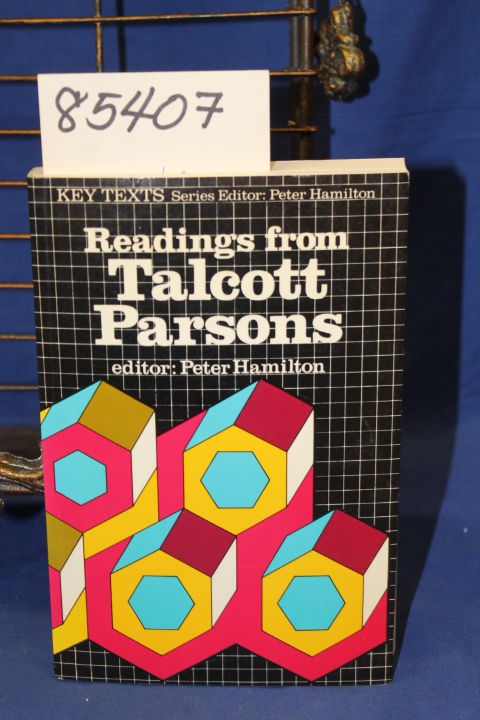 85407
KEY TEXTS Series Editor: Peter Hamilton
Readings from
Talcott
Parsons
editor: Peter Hamilton